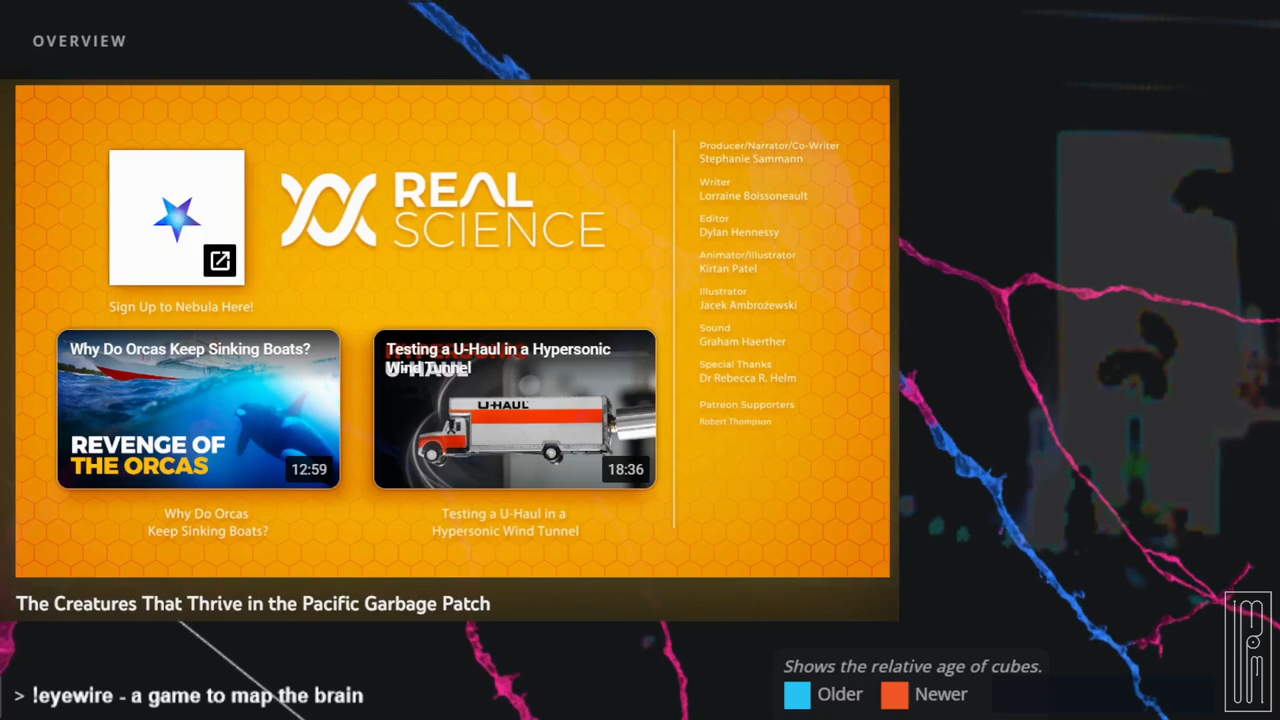 OVERVIEW
REAL
SCIENCE
Sign Up to Nebula Here!
Why Do Orcas Keep Sinking Boats?
REVENGE OF
THE ORCAS
12:59
Why Do Orcas
Keep Sinking Boats?
Testing a U-Haul in a Hypersonic
Wind Tunnel
U-HAUL
18:36
Testing a U-Haul in a
Hypersonic Wind Tunnel
Producer/Narrator/Co-Writer
Stephanie Sammann
Writer
Lorraine Boissoneault
Editor
Dylan Hennessy
Animator/Illustrator
Kirtan Patel
Illustrator
Jacek Ambrożewski
Sound
Graham Haerther
Special Thanks
Dr Rebecca R. Helm
Patreon Supporters
Robert Thompson
The Creatures That Thrive in the Pacific Garbage Patch
> !eyewire - a game to map the brain
Shows the relative age of cubes.
Older
Newer